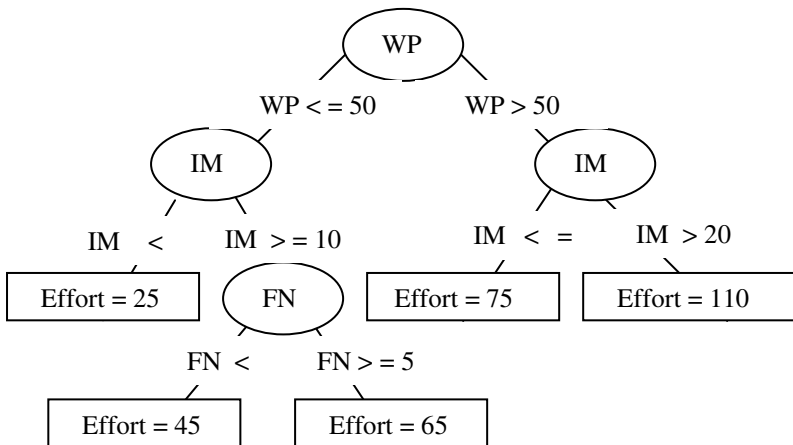 WP
WP < = 50
WP > 50
IM
IM
IM <
IM > = 10
IM < =
IM > 20
Effort = 25
FN
Effort = 75
Effort = 110
FN <
FN > = 5
Effort = 45
Effort = 65